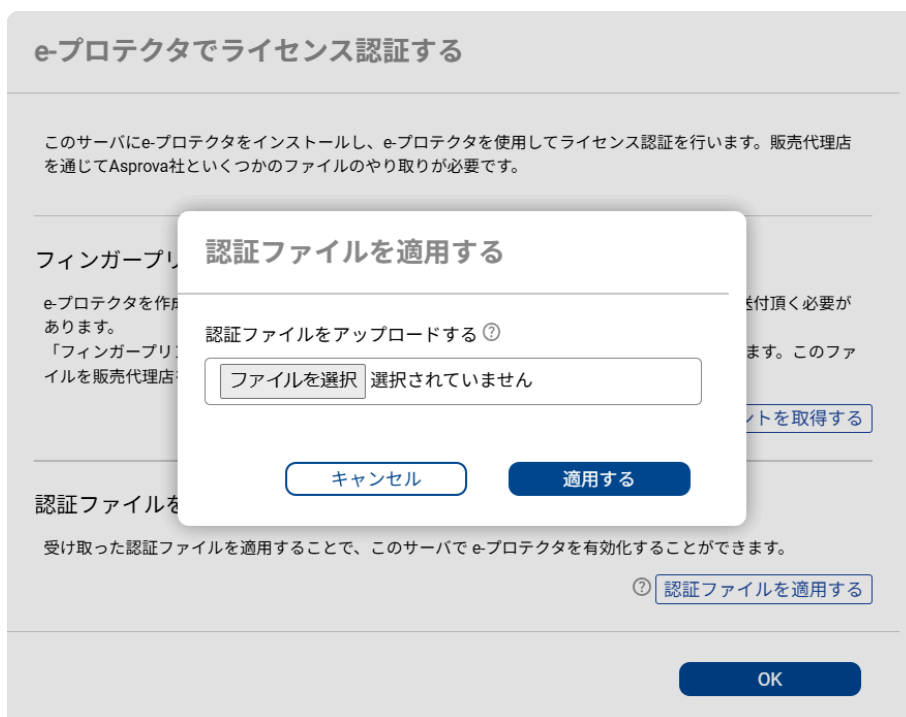 e-プロテクタでライセンス認証する
このサーバにe-プロテクタをインストールし、e-プロテクタを使用してライセンス認証を行います。販売代理店
を通じてAsprova社といくつかのファイルのやり取りが必要です。
フィンガープリ
e-プロテクタを作成
送付頂く必要が
あります。
「フィンガープリン
ます。このファ
イルを販売代理店
ントを取得する
認証ファイルを適用する
認証ファイルをアップロードする ?
ファイルを選択 選択されていません
キャンセル 適用する
認証ファイルを
受け取った認証ファイルを適用することで、このサーバで e-プロテクタを有効化することができます。
? 認証ファイルを適用する
OK